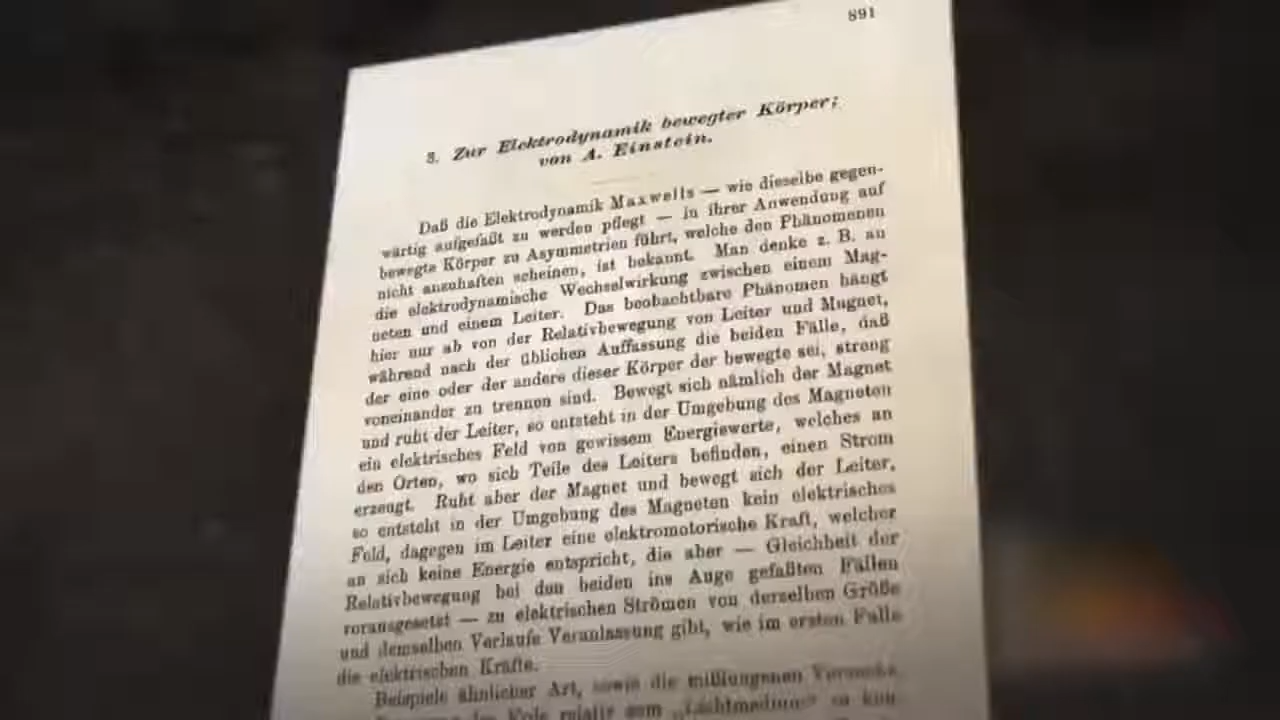 891
3. Zur Elektrodynamik bewegter Körper;
von A. Einstein.
Daß die Elektrodynamik Maxwells — wie dieselbe gegen-
wärtig aufgefaßt zu werden pflegt — in ihrer Anwendung auf
bewegte Körper zu Asymmetrien führt, welche den Phänomenen
nicht anzuhaften scheinen, ist bekannt. Man denke z. B. an
die elektrodynamische Wechselwirkung zwischen einem Mag-
neten und einem Leiter. Das beobachtbare Phänomen hängt
hier nur ab von der Relativbewegung von Leiter und Magnet,
während nach der üblichen Auffassung die beiden Fälle, daß
der eine oder der andere dieser Körper der bewegte sei, streng
voneinander zu trennen sind. Bewegt sich nämlich der Magnet
und ruht der Leiter, so entsteht in der Umgebung des Magneten
ein elektrisches Feld von gewissem Energiewerte, welches an
den Orten, wo sich Teile des Leiters befinden, einen Strom
erzeugt. Ruht aber der Magnet und bewegt sich der Leiter,
so entsteht in der Umgebung des Magneten kein elektrisches
Feld, dagegen im Leiter eine elektromotorische Kraft, welcher
an sich keine Energie entspricht, die aber — Gleichheit der
Relativbewegung bei den beiden ins Auge gefaßten Fällen
vorausgesetzt — zu elektrischen Strömen von derselben Größe
und demselben Verlaufe Veranlassung gibt, wie im ersten Falle
die elektrischen Kräfte.
Beispiele ähnlicher Art, sowie die mißlungenen Versuche,
relativ zum „Lichtmedium“ zu kon-